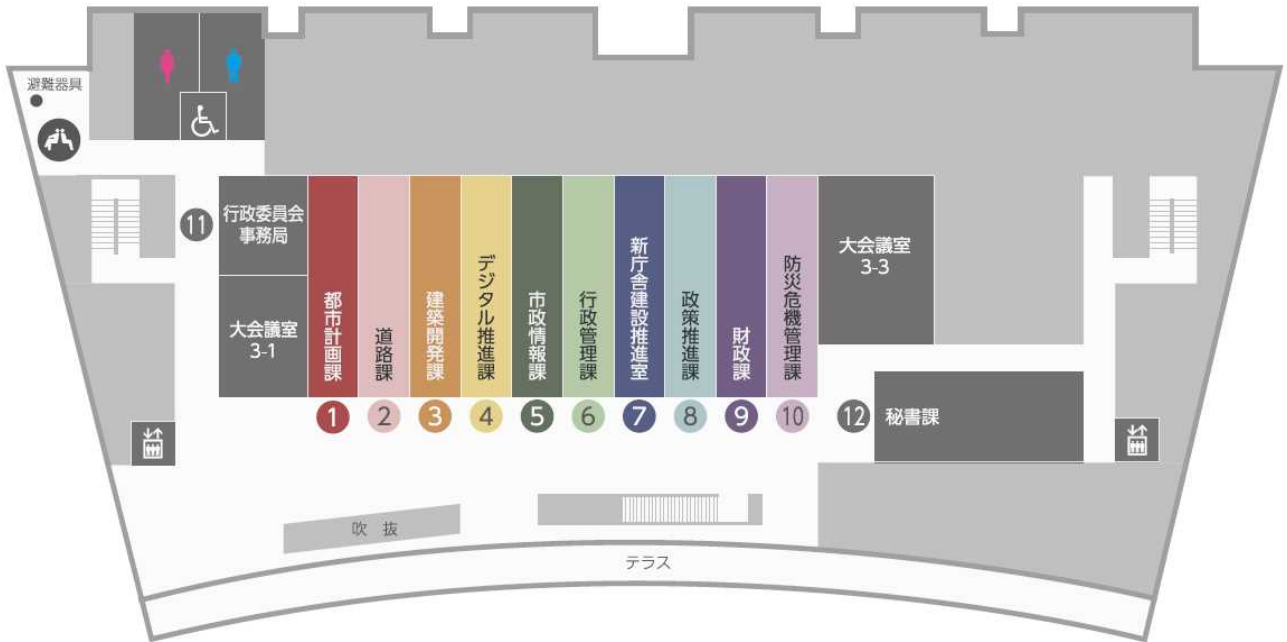 避難器具
11
行政委員会
事務局
大会議室
3-1
都市計画課
道路課
建築開発課
デジタル推進課
市政情報課
行政管理課
新庁舎建設推進室
政策推進課
財政課
防災危機管理課
大会議室
3-3
1
2
3
4
5
6
7
8
9
10
12
秘書課
吹 抜
テラス